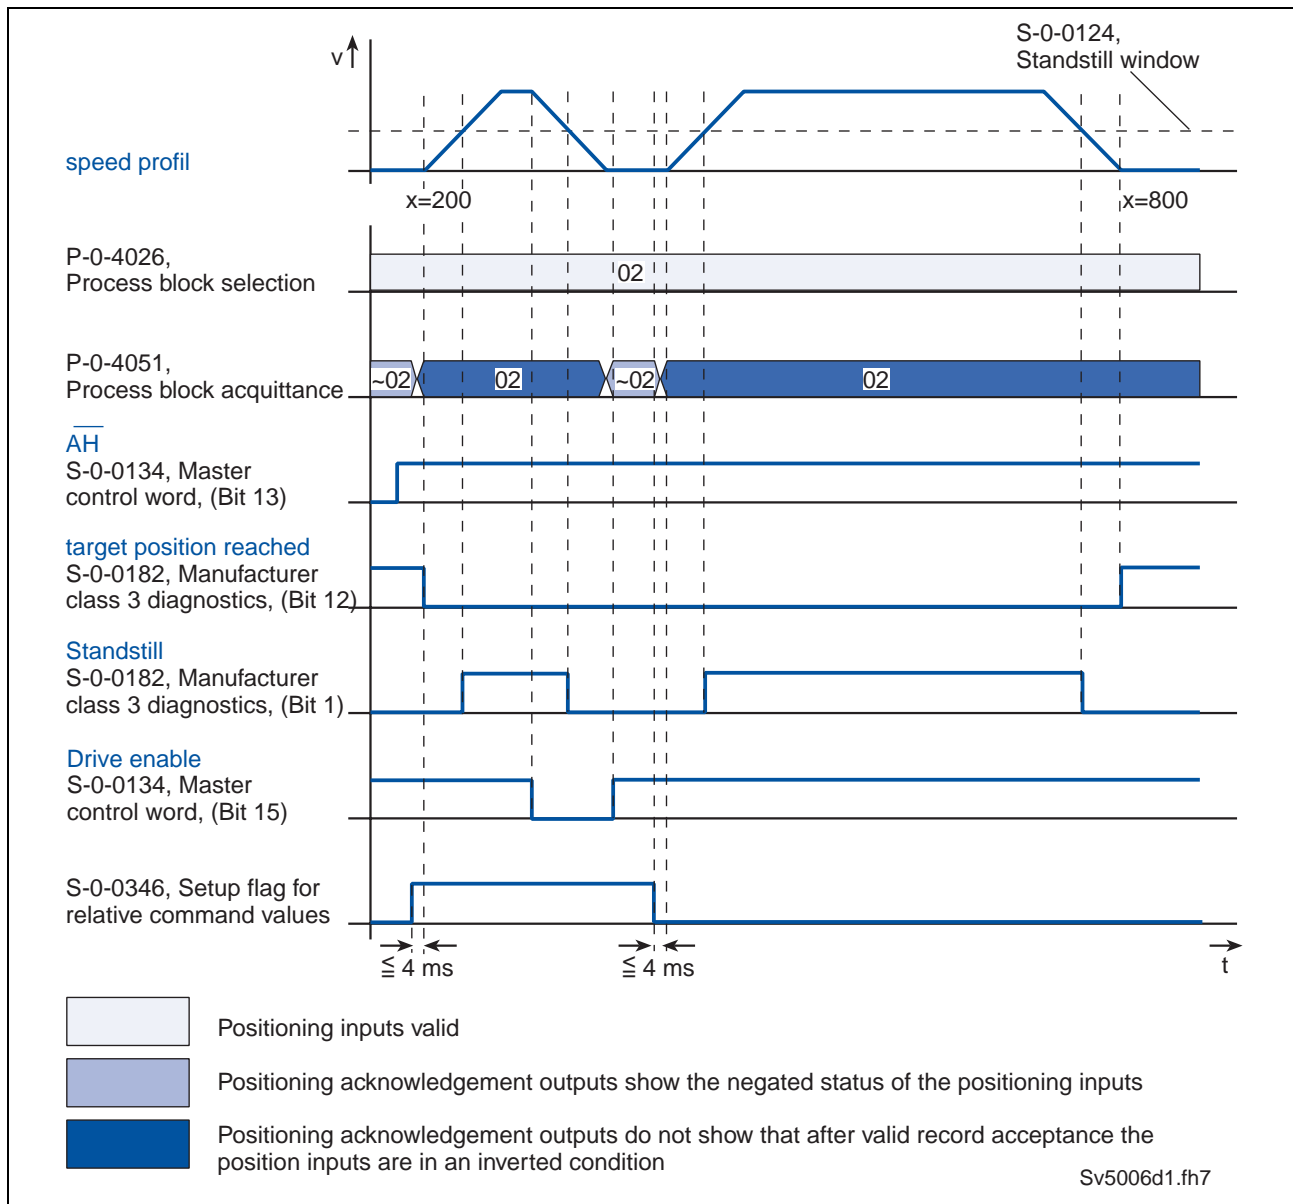 S-0-0124,
Standstill window
v
speed profil
x=200
x=800
P-0-4026,
Process block selection
02
P-0-4051,
Process block acquittance
~02
02
~02
02
AH
S-0-0134, Master
control word, (Bit 13)
target position reached
S-0-0182, Manufacturer
class 3 diagnostics, (Bit 12)
Standstill
S-0-0182, Manufacturer
class 3 diagnostics, (Bit 1)
Drive enable
S-0-0134, Master
control word, (Bit 15)
S-0-0346, Setup flag for
relative command values
≦ 4 ms
≦ 4 ms
t
Positioning inputs valid
Positioning acknowledgement outputs show the negated status of the positioning inputs
Positioning acknowledgement outputs do not show that after valid record acceptance the
position inputs are in an inverted condition
Sv5006d1.fh7